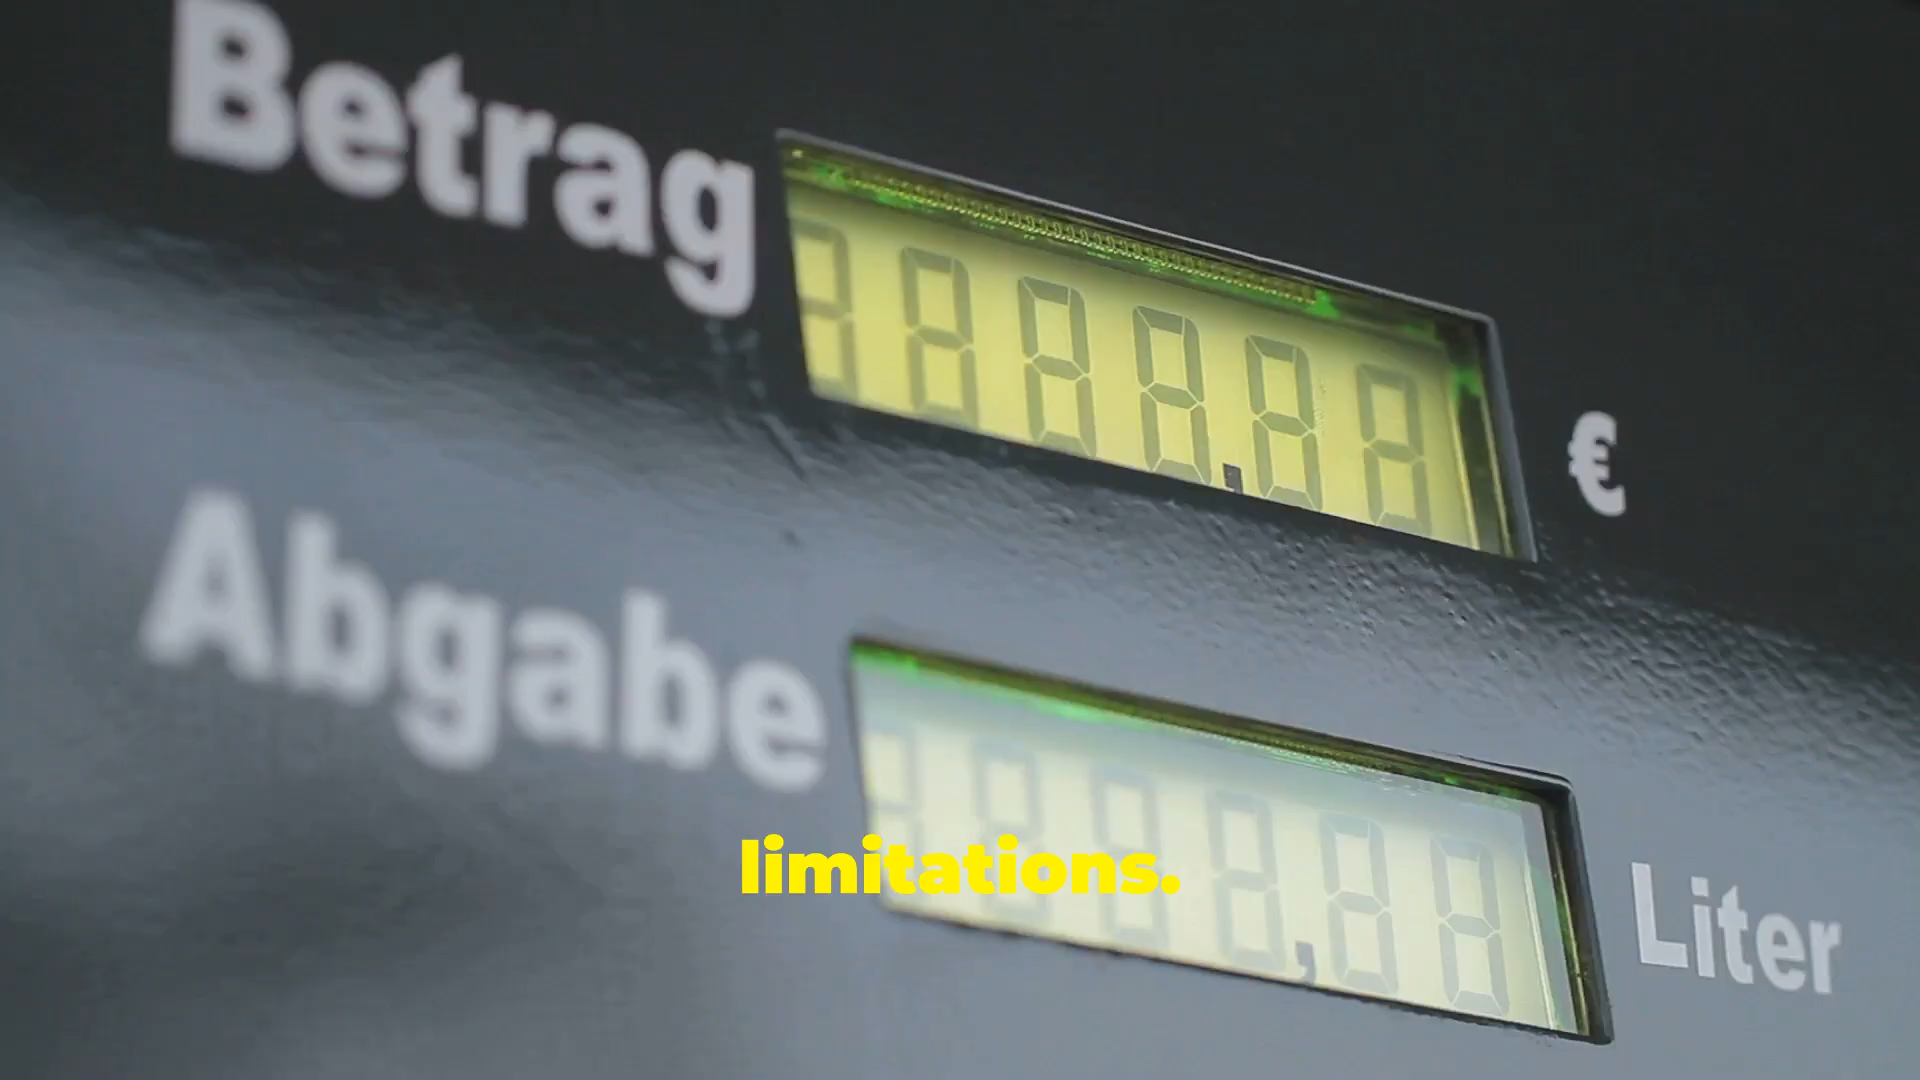 Betrag
€
Abgabe
limitations.
Liter